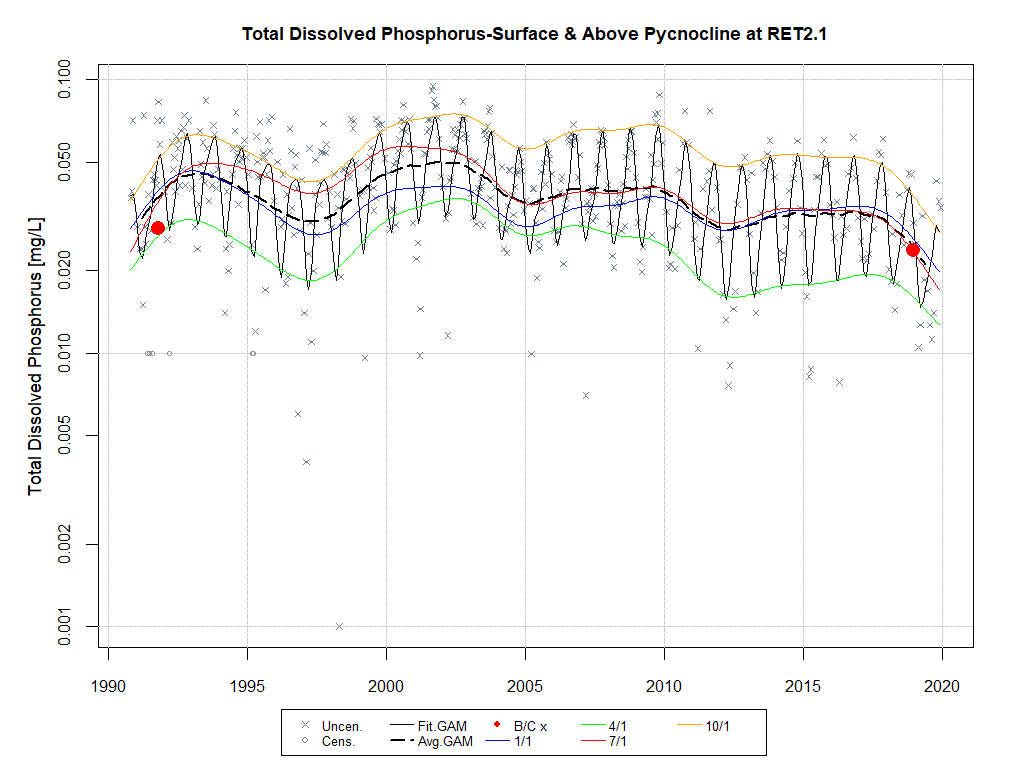 Total Dissolved Phosphorus-Surface & Above Pycnocline at RET2.1
Total Dissolved Phosphorus [mg/L]
0.100
0.050
0.020
0.010
0.005
0.002
0.001
1990 1995 2000 2005 2010 2015 2020
Uncen. Fit.GAM B/C x 4/1 10/1
Cens. Avg.GAM 1/1 7/1